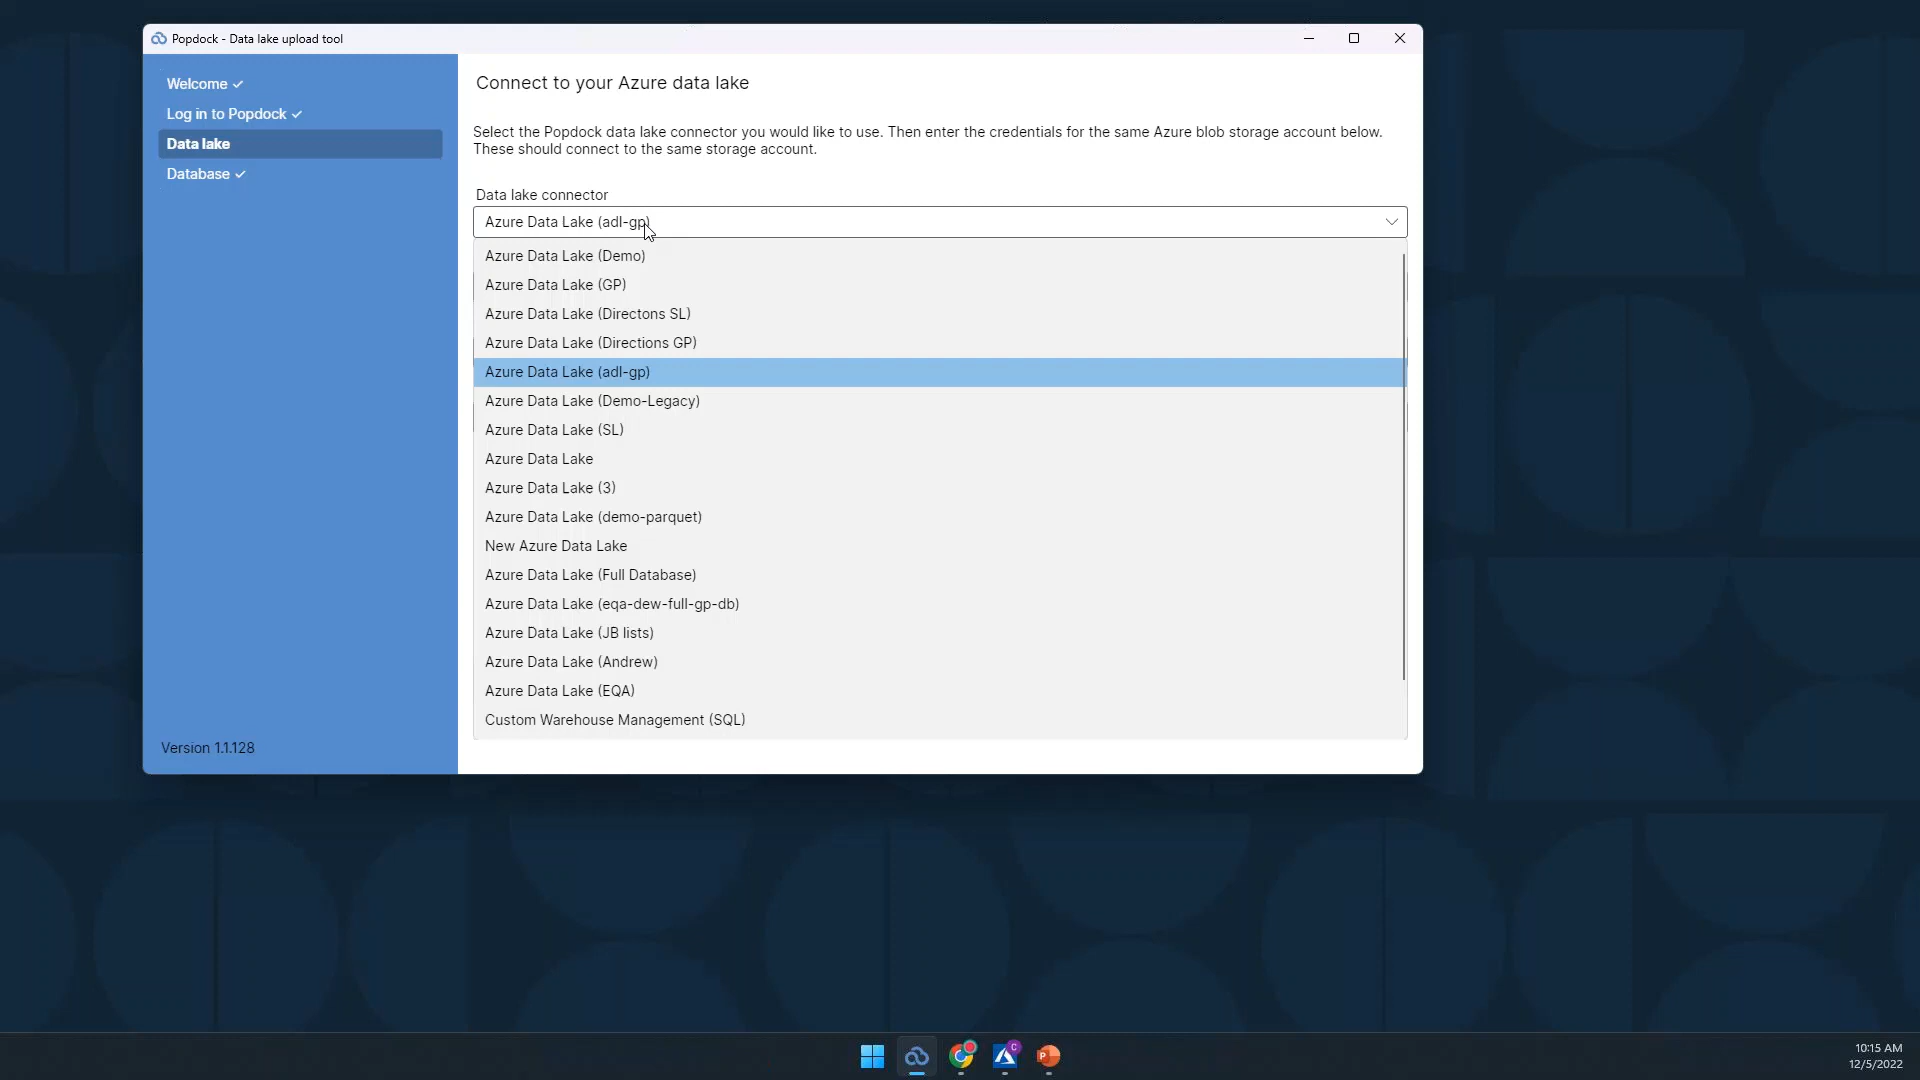 Popdock - Data lake upload tool
Welcome ✓
Log in to Popdock ✓
Data lake
Database ✓
Version 1.1.128
Connect to your Azure data lake
Select the Popdock data lake connector you would like to use. Then enter the credentials for the same Azure blob storage account below.
These should connect to the same storage account.
Data lake connector
Azure Data Lake (adl-gp)
Azure Data Lake (Demo)
Azure Data Lake (GP)
Azure Data Lake (Directons SL)
Azure Data Lake (Directions GP)
Azure Data Lake (adl-gp)
Azure Data Lake (Demo-Legacy)
Azure Data Lake (SL)
Azure Data Lake
Azure Data Lake (3)
Azure Data Lake (demo-parquet)
New Azure Data Lake
Azure Data Lake (Full Database)
Azure Data Lake (eqa-dew-full-gp-db)
Azure Data Lake (JB lists)
Azure Data Lake (Andrew)
Azure Data Lake (EQA)
Custom Warehouse Management (SQL)
C
P
10:15 AM
12/5/2022